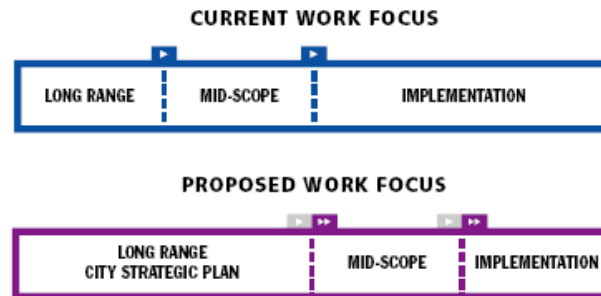 CURRENT WORK FOCUS
LONG RANGE
MID-SCOPE
IMPLEMENTATION
PROPOSED WORK FOCUS
LONG RANGE
CITY STRATEGIC PLAN
MID-SCOPE
IMPLEMENTATION